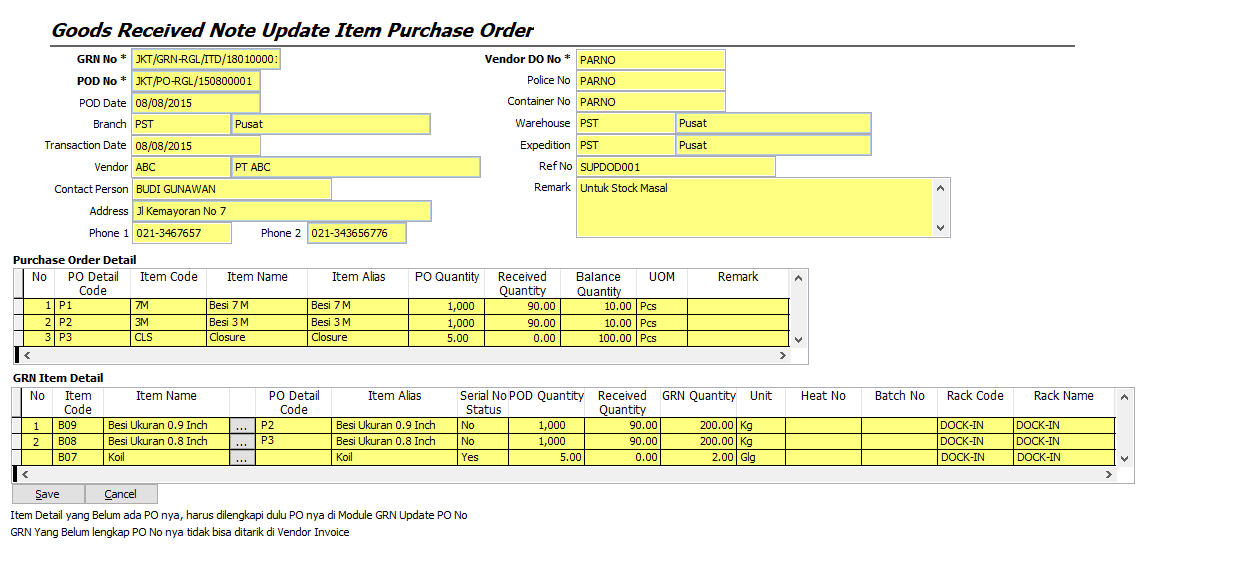 Goods Received Note Update Item Purchase Order
GRN No * JKT/GRN-RGL/ITD/18010000: Vendor DO No * PARNO
POD No * JKT/PO-RGL/150800001 Police No PARNO
POD Date 08/08/2015 Container No PARNO
Branch PST Pusat Warehouse PST Pusat
Transaction Date 08/08/2015 Expedition PST Pusat
Vendor ABC PT ABC Ref No SUPDOD001
Contact Person BUDI GUNAWAN Remark Untuk Stock Masal
Address Jl Kemayoran No 7
Phone 1 021-3467657 Phone 2 021-343656776
Purchase Order Detail
No PO Detail Code Item Code Item Name Item Alias PO Quantity Received Quantity Balance Quantity UOM Remark
1 P1 7M Besi 7 M Besi 7 M 1,000 90.00 10.00 Pcs
2 P2 3M Besi 3 M Besi 3 M 1,000 90.00 10.00 Pcs
3 P3 CLS Closure Closure 5.00 0.00 100.00 Pcs
GRN Item Detail
No Item Code Item Name PO Detail Code Item Alias Serial No Status POD Quantity Received Quantity GRN Quantity Unit Heat No Batch No Rack Code Rack Name
1 B09 Besi Ukuran 0.9 Inch ... P2 Besi Ukuran 0.9 Inch No 1,000 90.00 200.00 Kg DOCK-IN DOCK-IN
2 B08 Besi Ukuran 0.8 Inch ... P3 Besi Ukuran 0.8 Inch No 1,000 90.00 200.00 Kg DOCK-IN DOCK-IN
B07 Koil ... Koil Yes 5.00 0.00 2.00 Glg DOCK-IN DOCK-IN
Save Cancel
Item Detail yang Belum ada PO nya, harus dilengkapi dulu PO nya di Module GRN Update PO No
GRN Yang Belum lengkap PO No nya tidak bisa ditarik di Vendor Invoice